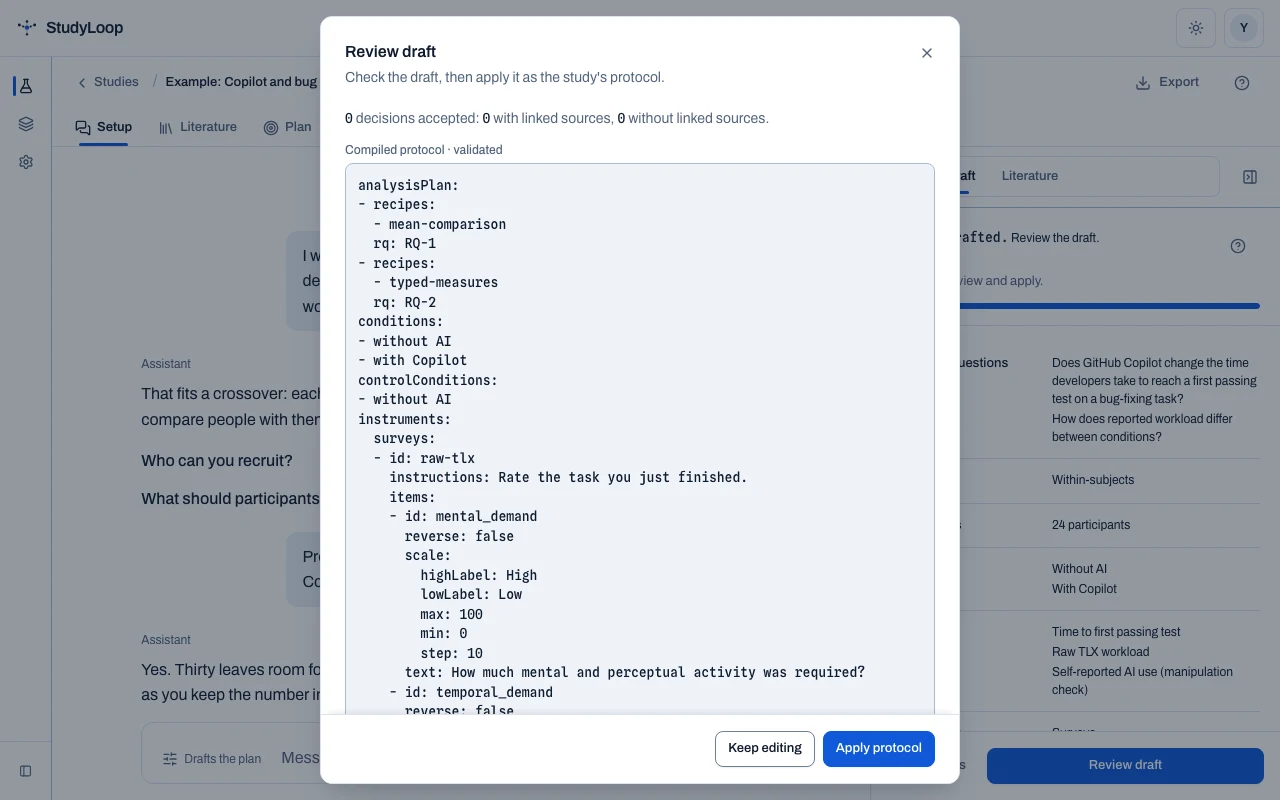 StudyLoop
Y
Studies / Example: Copilot and bug
Export
Setup
Literature
Plan
Review draft
Check the draft, then apply it as the study's protocol.
0 decisions accepted: 0 with linked sources, 0 without linked sources.
Compiled protocol · validated
analysisPlan:
- recipes:
- mean-comparison
rq: RQ-1
- recipes:
- typed-measures
rq: RQ-2
conditions:
- without AI
- with Copilot
controlConditions:
- without AI
instruments:
surveys:
- id: raw-tlx
instructions: Rate the task you just finished.
items:
- id: mental_demand
reverse: false
scale:
highLabel: High
lowLabel: Low
max: 100
min: 0
step: 10
text: How much mental and perceptual activity was required?
- id: temporal_demand
reverse: false
Keep editing
Apply protocol
Assistant
That fits a crossover:
compare people with
Who can you recruit?
What should participants
Assistant
Yes. Thirty leaves room
as you keep the number
Drafts the plan
Literature
Review the draft.
and apply.
Does GitHub Copilot change the time
developers take to reach a first passing
test on a bug-fixing task?
How does reported workload differ
between conditions?
Within-subjects
24 participants
Without AI
With Copilot
Time to first passing test
Raw TLX workload
Self-reported AI use (manipulation
check)
Review draft